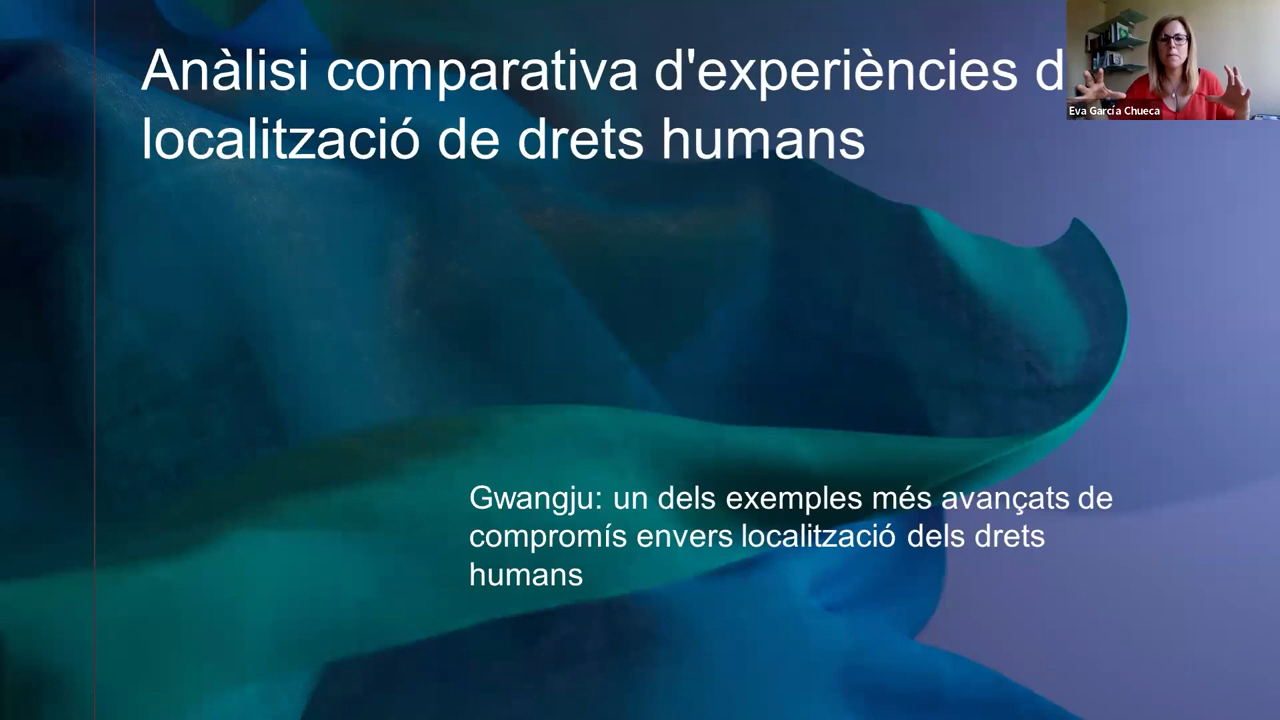 Anàlisi comparativa d'experiències d
localització de drets humans
Eva García Chueca
Gwangju: un dels exemples més avançats de
compromís envers localització dels drets
humans